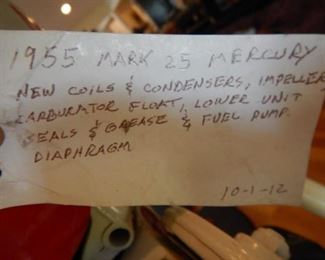 1955 MARK 25 MERCURY
NEW COILS & CONDENSERS, IMPELLER
CARBURATOR FLOAT, LOWER UNIT
SEALS & GREASE & FUEL PUMP
DIAPHRAGM
10-1-12